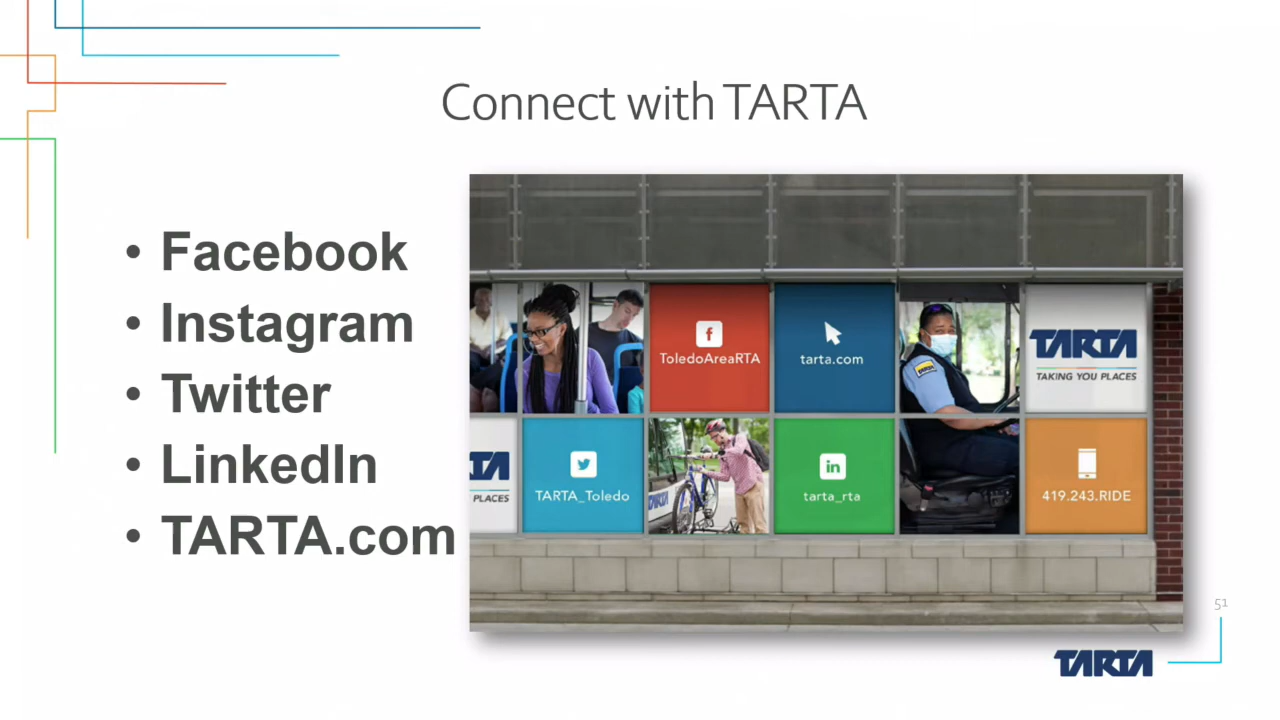 Connect with TARTA
• Facebook
• Instagram
• Twitter
• LinkedIn
• TARTA.com
ToledoAreaRTA
tarta.com
TARTA
TAKING YOU PLACES
TA
PLACES
TARTA_Toledo
TARTA
tarta_rta
419.243.RIDE
51
TARTA